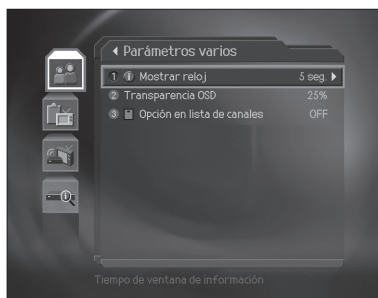 Parámetros varios
1 Mostrar reloj 5 seg.
2 Transparencia OSD 25%
3 Opción en lista de canales OFF
Tiempo de ventana de información